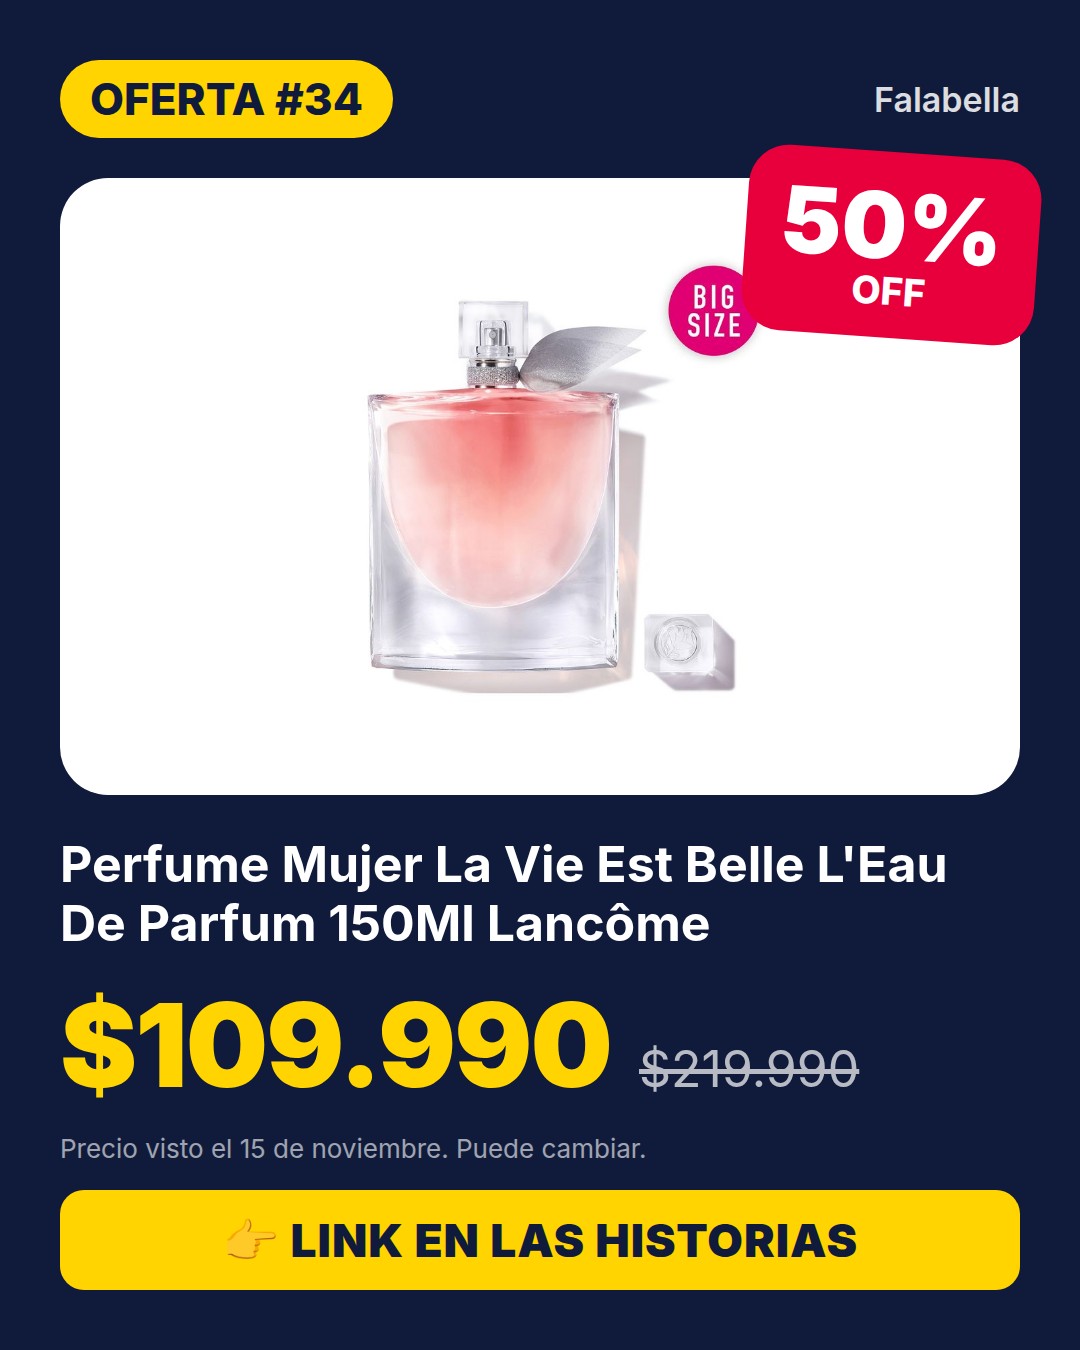 OFERTA #34
Falabella
50%
OFF
BIG
SIZE
Perfume Mujer La Vie Est Belle L'Eau
De Parfum 150Ml Lancôme
$109.990 $219.990
Precio visto el 15 de noviembre. Puede cambiar.
👉 LINK EN LAS HISTORIAS